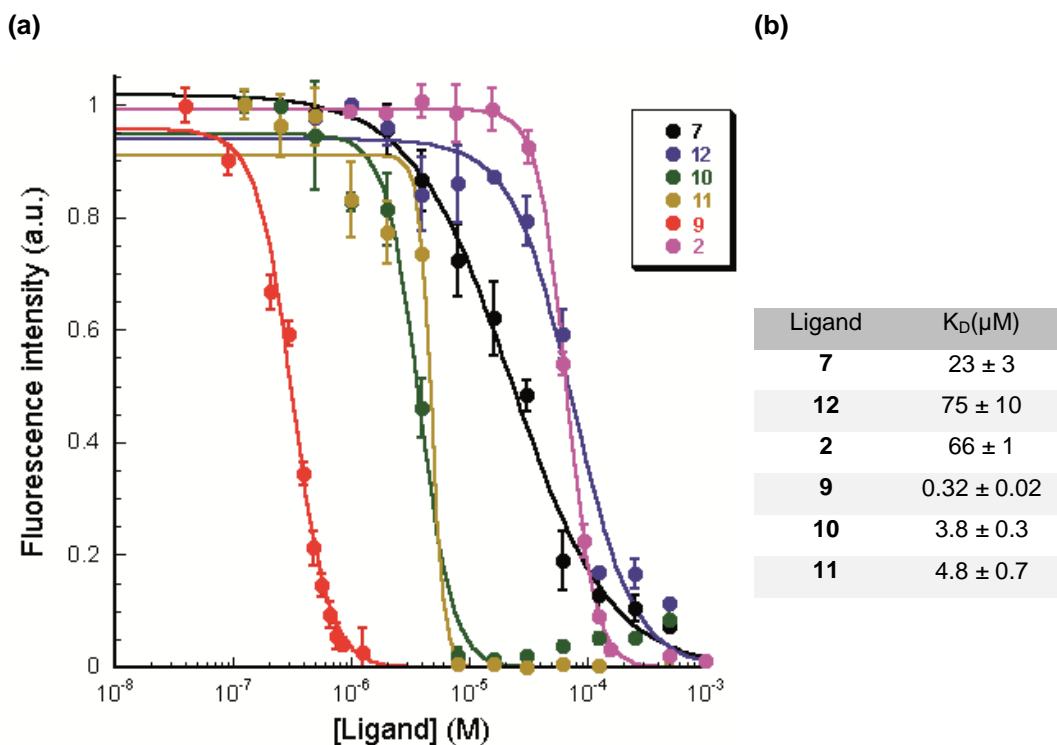 (a)
(b)
Fluorescence intensity (a.u.)
1
0.8
0.6
0.4
0.2
0
10⁻⁸ 10⁻⁷ 10⁻⁶ 10⁻⁵ 10⁻⁴ 10⁻³
[Ligand] (M)
7
12
10
11
9
2
Ligand K_D(µM)
7 23 ± 3
12 75 ± 10
2 66 ± 1
9 0.32 ± 0.02
10 3.8 ± 0.3
11 4.8 ± 0.7